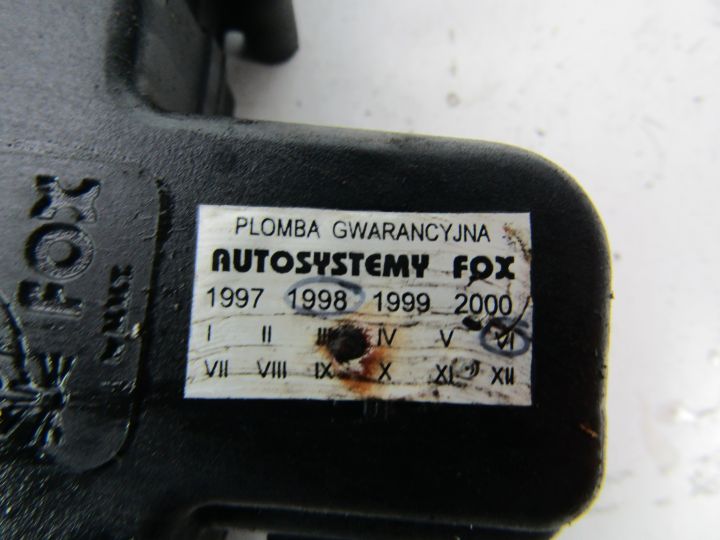 FOX
PLOMBA GWARANCYJNA
AUTOSYSTEMY FOX
1997 1998 1999 2000
I II III IV V VI
VII VIII IX X XI XII